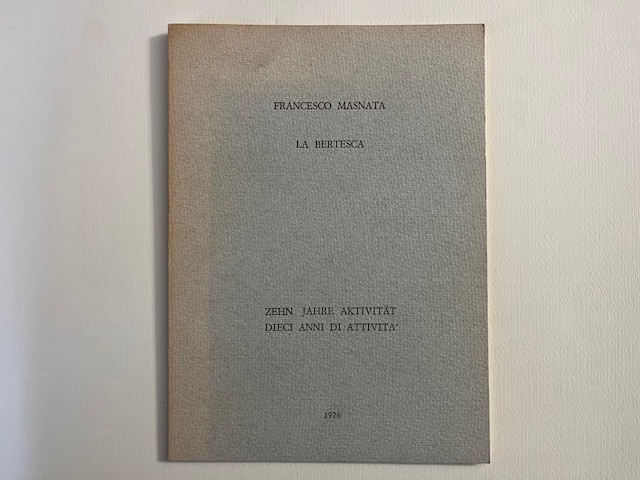 FRANCESCO MASNATA
LA BERTESCA
ZEHN JAHRE AKTIVITÄT
DIECI ANNI DI ATTIVITA'
1976